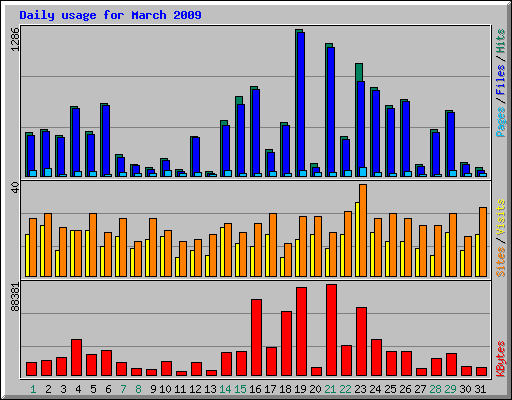 Daily usage for March 2009
1286
Pages / Files / Hits
40
Sites / Visits
88381
KBytes
1 2 3 4 5 6 7 8 9 10 11 12 13 14 15 16 17 18 19 20 21 22 23 24 25 26 27 28 29 30 31